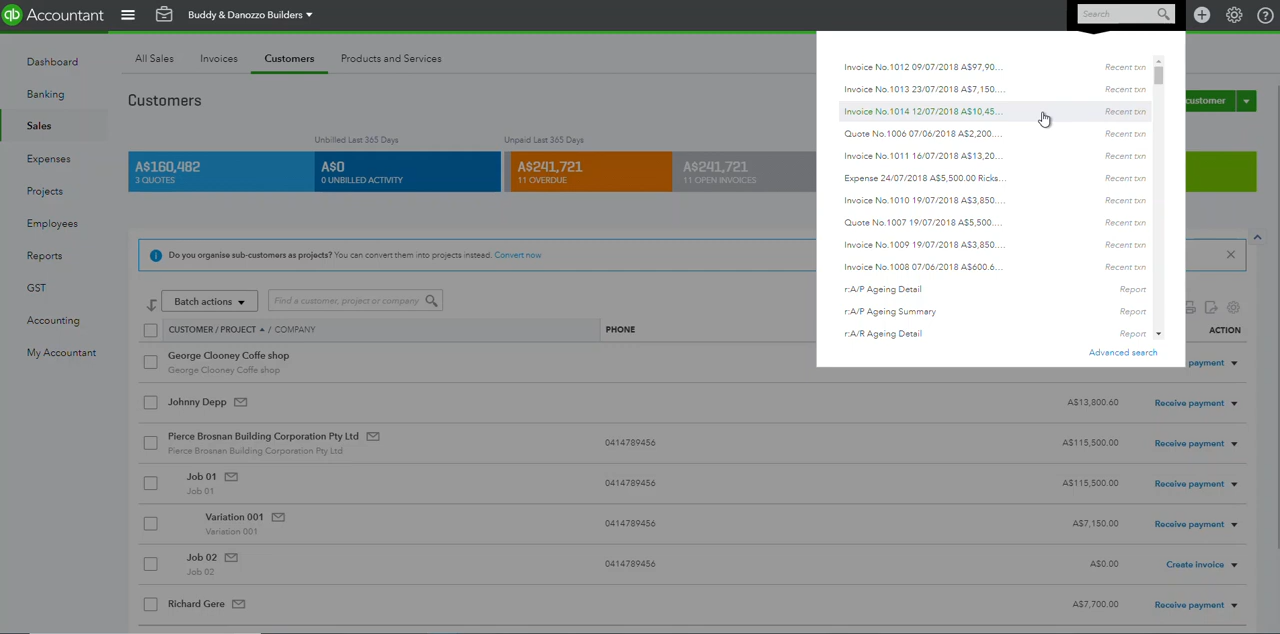 qb Accountant
Buddy & Danozzo Builders
Search
Dashboard
Banking
Sales
Expenses
Projects
Employees
Reports
GST
Accounting
My Accountant
All Sales Invoices Customers Products and Services
Customers
customer
Unbilled Last 365 Days
Unpaid Last 365 Days
A$160,482
3 QUOTES
A$0
0 UNBILLED ACTIVITY
A$241,721
11 OVERDUE
A$241,721
11 OPEN INVOICES
Do you organise sub-customers as projects? You can convert them into projects instead. Convert now
Invoice No.1012 09/07/2018 A$97,90... Recent txn
Invoice No.1013 23/07/2018 A$7,150.... Recent txn
Invoice No.1014 12/07/2018 A$10,45... Recent txn
Quote No.1006 07/06/2018 A$2,200.... Recent txn
Invoice No.1011 16/07/2018 A$13,20... Recent txn
Expense 24/07/2018 A$5,500.00 Ricks... Recent txn
Invoice No.1010 19/07/2018 A$3,850.... Recent txn
Quote No.1007 19/07/2018 A$5,500.... Recent txn
Invoice No.1009 19/07/2018 A$3,850.... Recent txn
Invoice No.1008 07/06/2018 A$600.6... Recent txn
r:A/P Ageing Detail Report
r:A/P Ageing Summary Report
r:A/R Ageing Detail Report
Advanced search
Batch actions
Find a customer, project or company
CUSTOMER / PROJECT / COMPANY PHONE ACTION
George Clooney Coffe shop
George Clooney Coffe shop
payment
Johnny Depp A$13,800.60 Receive payment
Pierce Brosnan Building Corporation Pty Ltd
Pierce Brosnan Building Corporation Pty Ltd
0414789456 A$115,500.00 Receive payment
Job 01
Job 01
0414789456 A$115,500.00 Receive payment
Variation 001
Variation 001
0414789456 A$7,150.00 Receive payment
Job 02
Job 02
0414789456 A$0.00 Create invoice
Richard Gere A$7,700.00 Receive payment